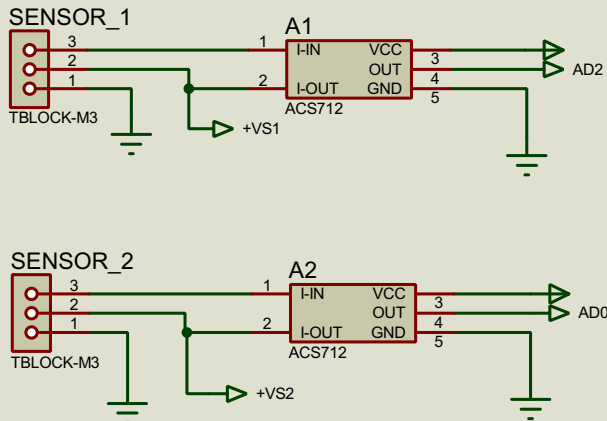 SENSOR_1
3
2
1
TBLOCK-M3
A1
1
2
I-IN
I-OUT
VCC
OUT
GND
3
4
5
ACS712
AD2
+VS1
SENSOR_2
3
2
1
TBLOCK-M3
A2
1
2
I-IN
I-OUT
VCC
OUT
GND
3
4
5
ACS712
AD0
+VS2